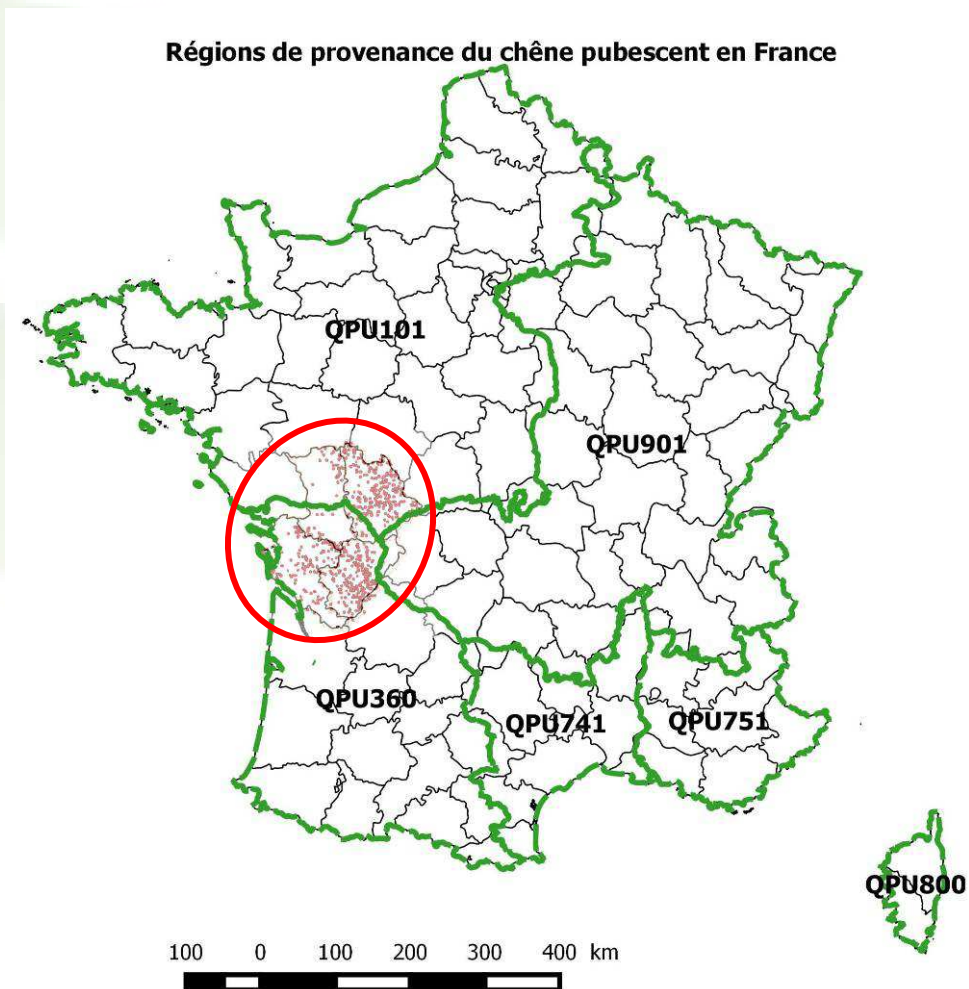 Régions de provenance du chêne pubescent en France
QPU101
QPU901
QPU360
QPU741
QPU751
QPU800
100 0 100 200 300 400 km